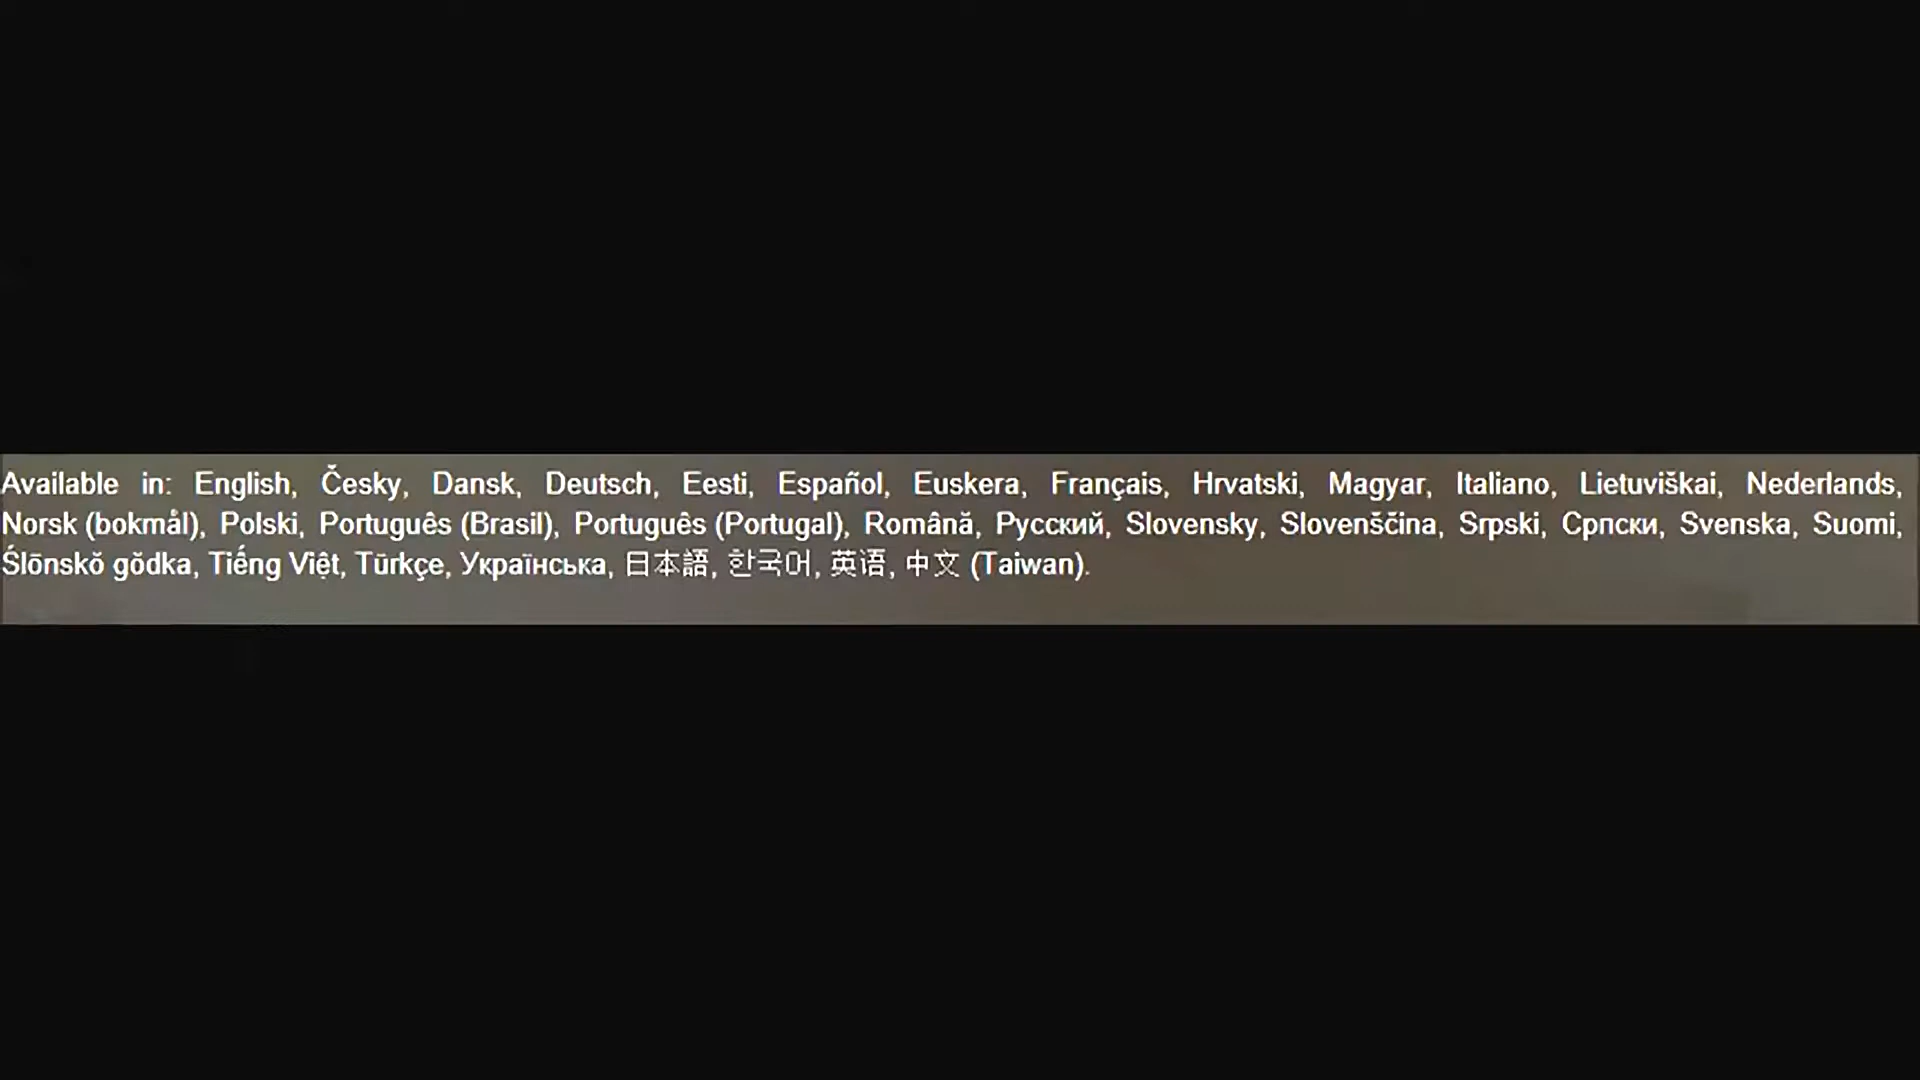 Available in: English, Česky, Dansk, Deutsch, Eesti, Español, Euskera, Français, Hrvatski, Magyar, Italiano, Lietuviškai, Nederlands,
Norsk (bokmål), Polski, Português (Brasil), Português (Portugal), Română, Русский, Slovensky, Slovenščina, Srpski, Српски, Svenska, Suomi,
Ślōnskŏ gŏdka, Tiếng Việt, Türkçe, Українська, 日本語, 한국어, 英语, 中文 (Taiwan).